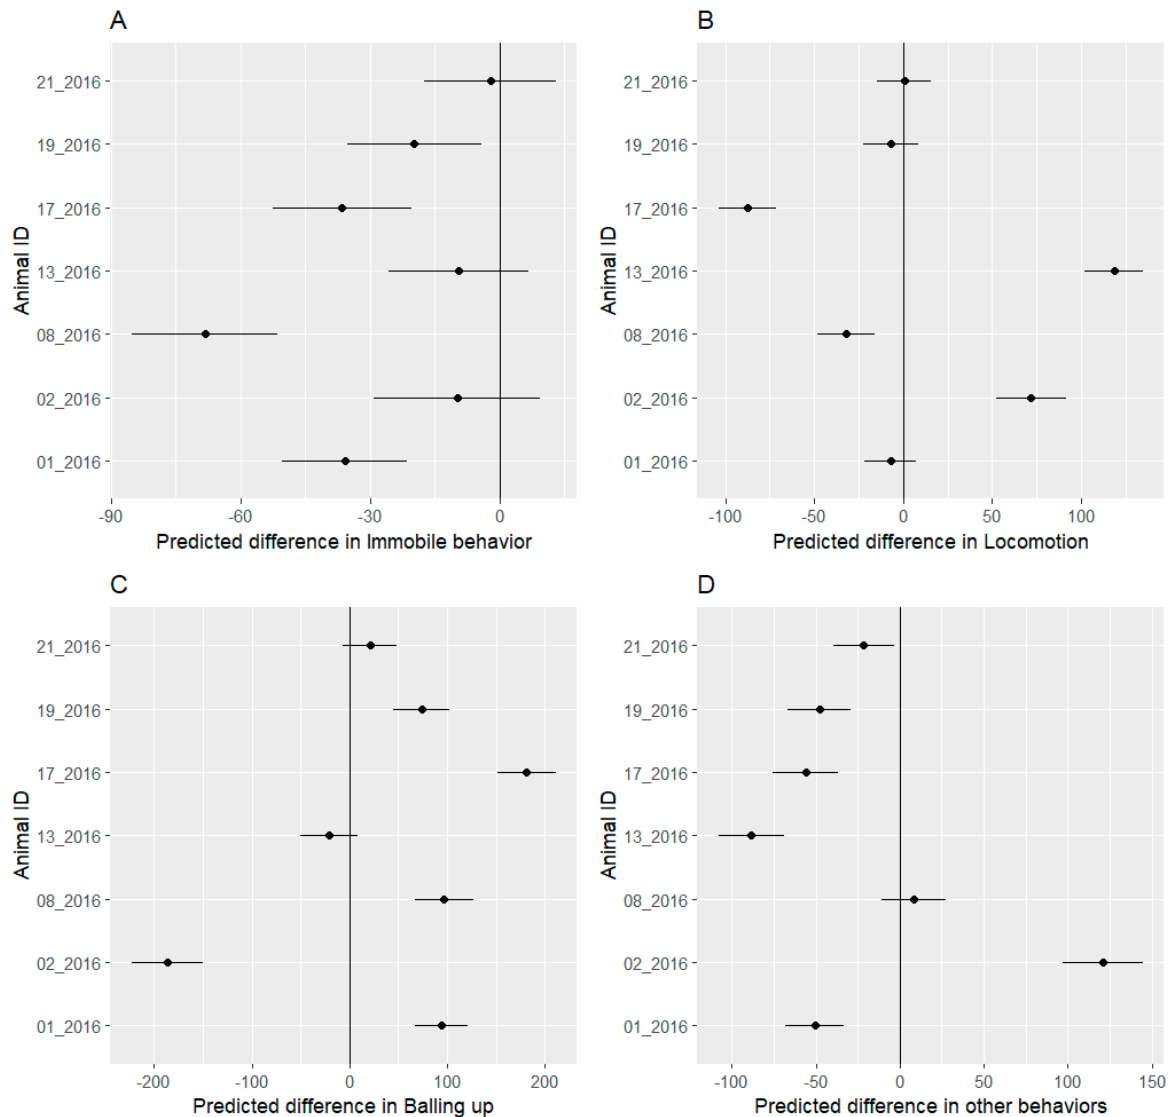 A
21_2016
19_2016
17_2016
13_2016
08_2016
02_2016
01_2016
Animal ID
-90 -60 -30 0
Predicted difference in Immobile behavior
B
21_2016
19_2016
17_2016
13_2016
08_2016
02_2016
01_2016
Animal ID
-100 -50 0 50 100
Predicted difference in Locomotion
C
21_2016
19_2016
17_2016
13_2016
08_2016
02_2016
01_2016
Animal ID
-200 -100 0 100 200
Predicted difference in Balling up
D
21_2016
19_2016
17_2016
13_2016
08_2016
02_2016
01_2016
Animal ID
-100 -50 0 50 100 150
Predicted difference in other behaviors